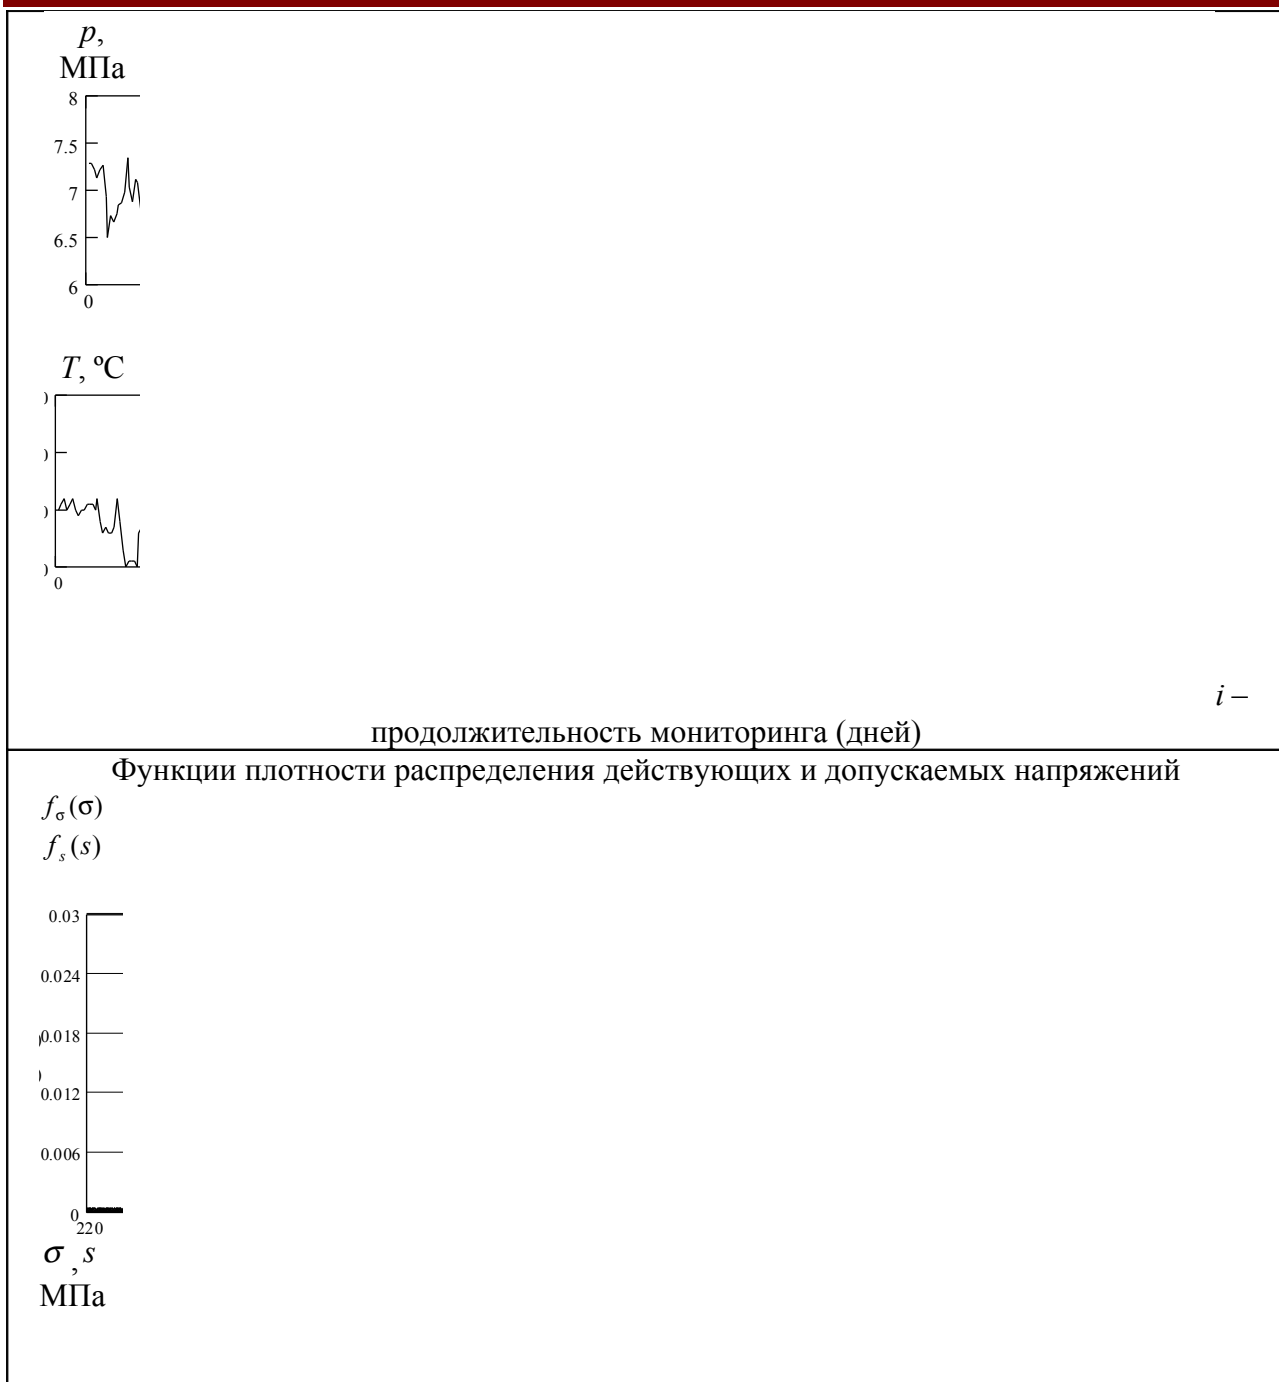 p,
МПа
8
7.5
7
6.5
6
0
T, ºC
0
i –
продолжительность мониторинга (дней)
Функции плотности распределения действующих и допускаемых напряжений
fσ(σ)
fs(s)
0.03
0.024
0.018
0.012
0.006
0
220
σ, s
МПа